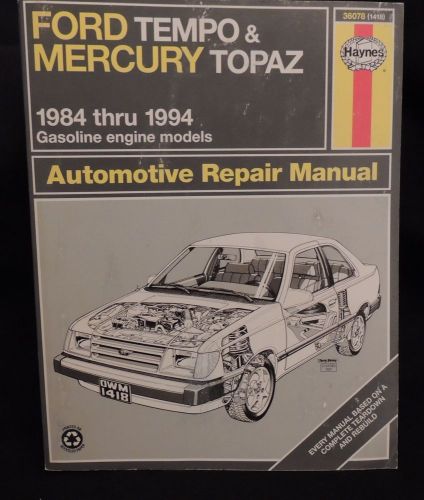 FORD TEMPO &
MERCURY TOPAZ
36078 (1418)
Haynes
1984 thru 1994
Gasoline engine models
Automotive Repair Manual
OWM
141B
EVERY MANUAL BASED ON A
COMPLETE TEARDOWN
AND REBUILD